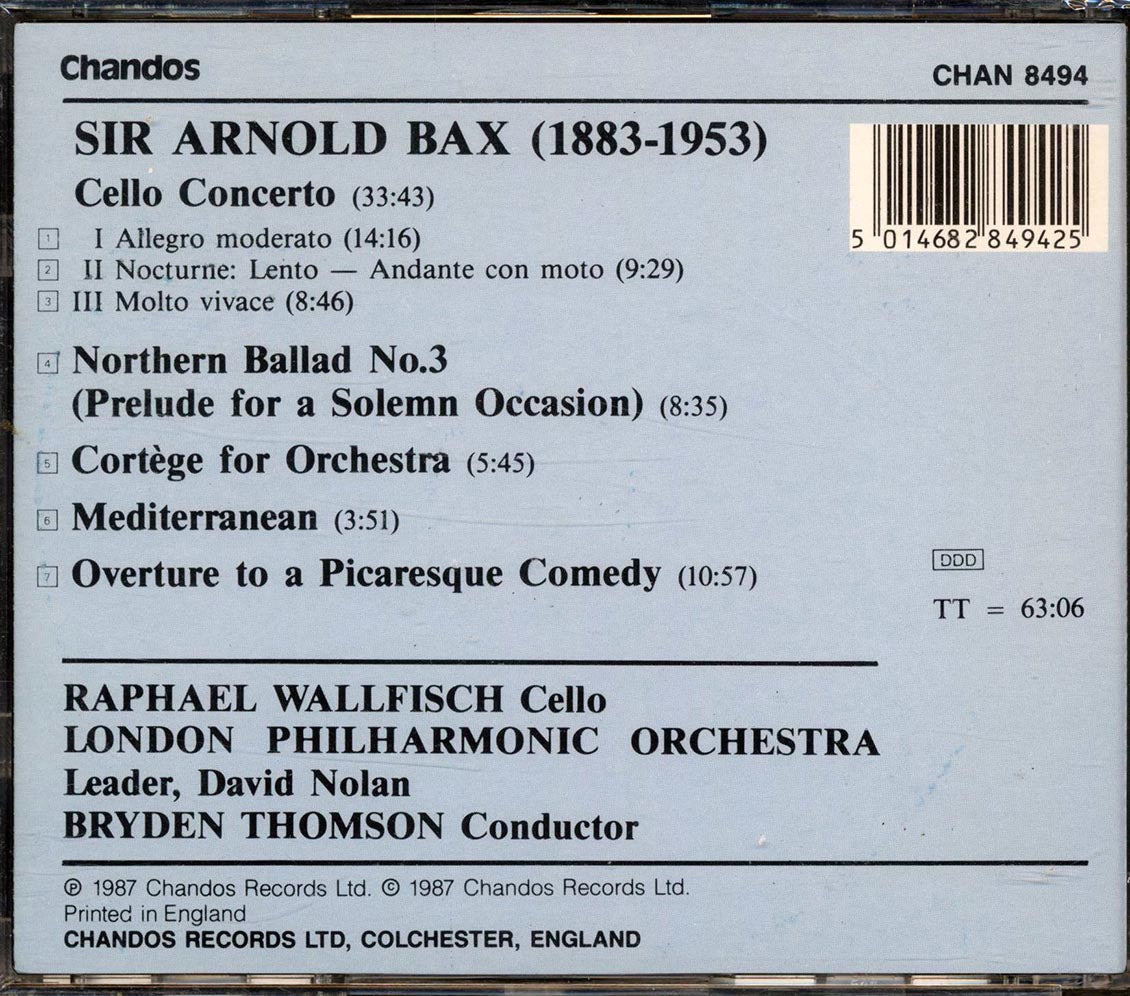 Chandos
CHAN 8494
SIR ARNOLD BAX (1883-1953)
Cello Concerto (33:43)
1 I Allegro moderato (14:16)
2 II Nocturne: Lento — Andante con moto (9:29)
3 III Molto vivace (8:46)
4 Northern Ballad No.3
(Prelude for a Solemn Occasion) (8:35)
5 Cortège for Orchestra (5:45)
6 Mediterranean (3:51)
7 Overture to a Picaresque Comedy (10:57)
5 014682 849425
DDD
TT = 63:06
RAPHAEL WALLFISCH Cello
LONDON PHILHARMONIC ORCHESTRA
Leader, David Nolan
BRYDEN THOMSON Conductor
℗ 1987 Chandos Records Ltd. © 1987 Chandos Records Ltd.
Printed in England
CHANDOS RECORDS LTD, COLCHESTER, ENGLAND